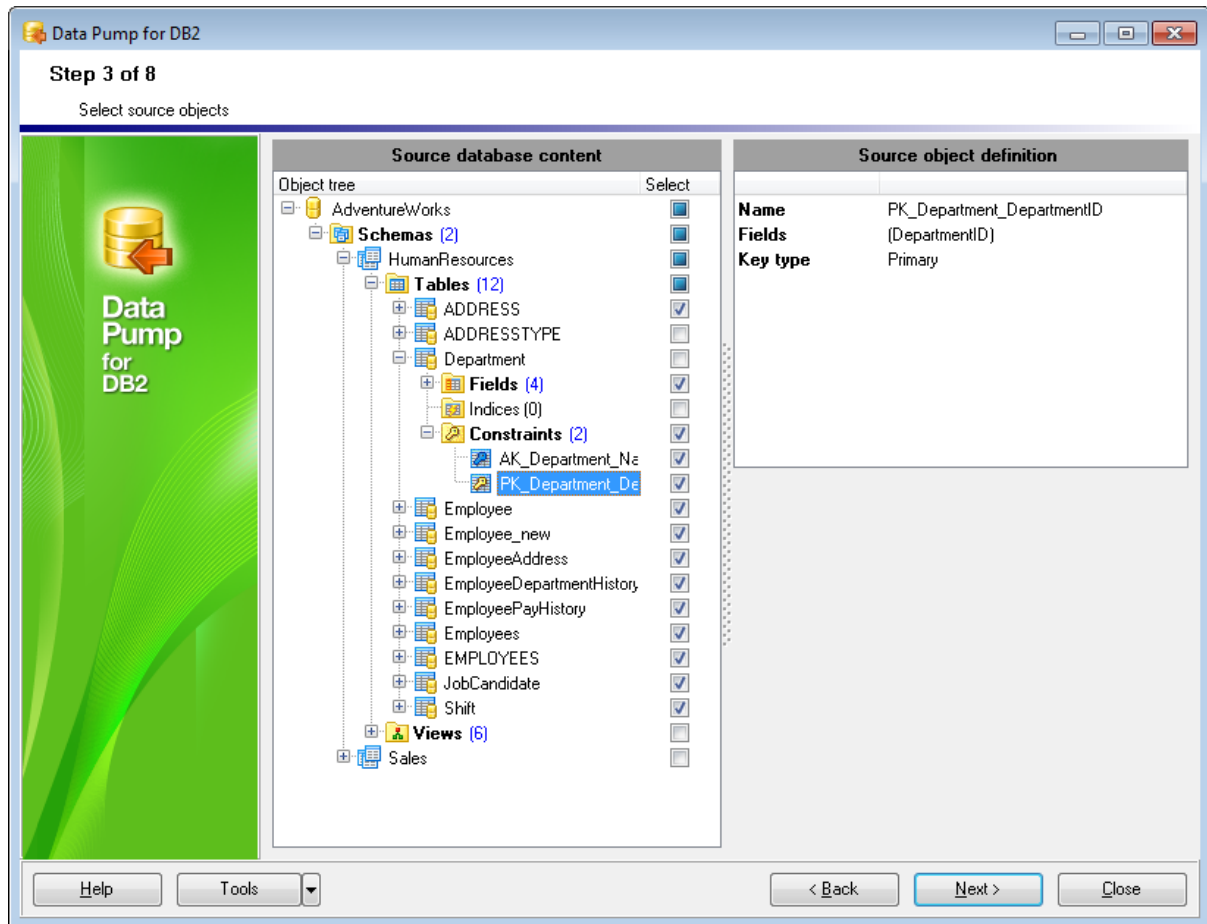 Data Pump for DB2
Step 3 of 8
Select source objects
Data
Pump
for
DB2
Source database content
Object tree Select
AdventureWorks
Schemas (2)
HumanResources
Tables (12)
ADDRESS
ADDRESSTYPE
Department
Fields (4)
Indices (0)
Constraints (2)
AK_Department_Na
PK_Department_De
Employee
Employee_new
EmployeeAddress
EmployeeDepartmentHistory
EmployeePayHistory
Employees
EMPLOYEES
JobCandidate
Shift
Views (6)
Sales
Source object definition
Name PK_Department_DepartmentID
Fields (DepartmentID)
Key type Primary
Help Tools < Back Next > Close